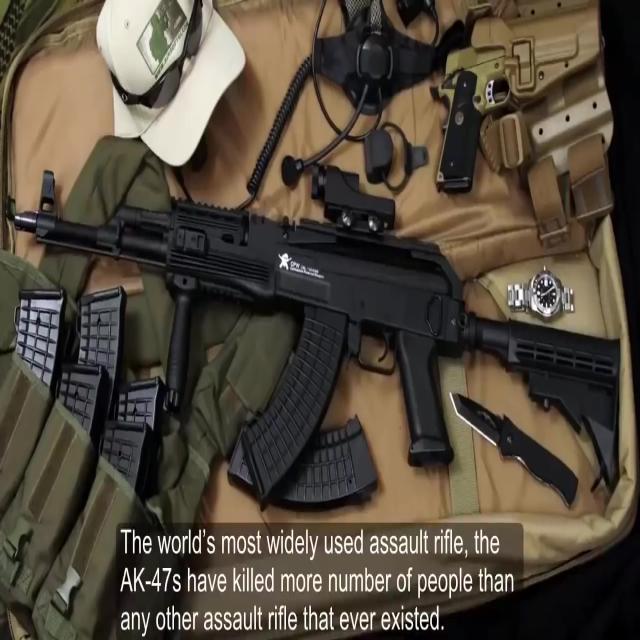 The world's most widely used assault rifle, the
AK-47s have killed more number of people than
any other assault rifle that ever existed.